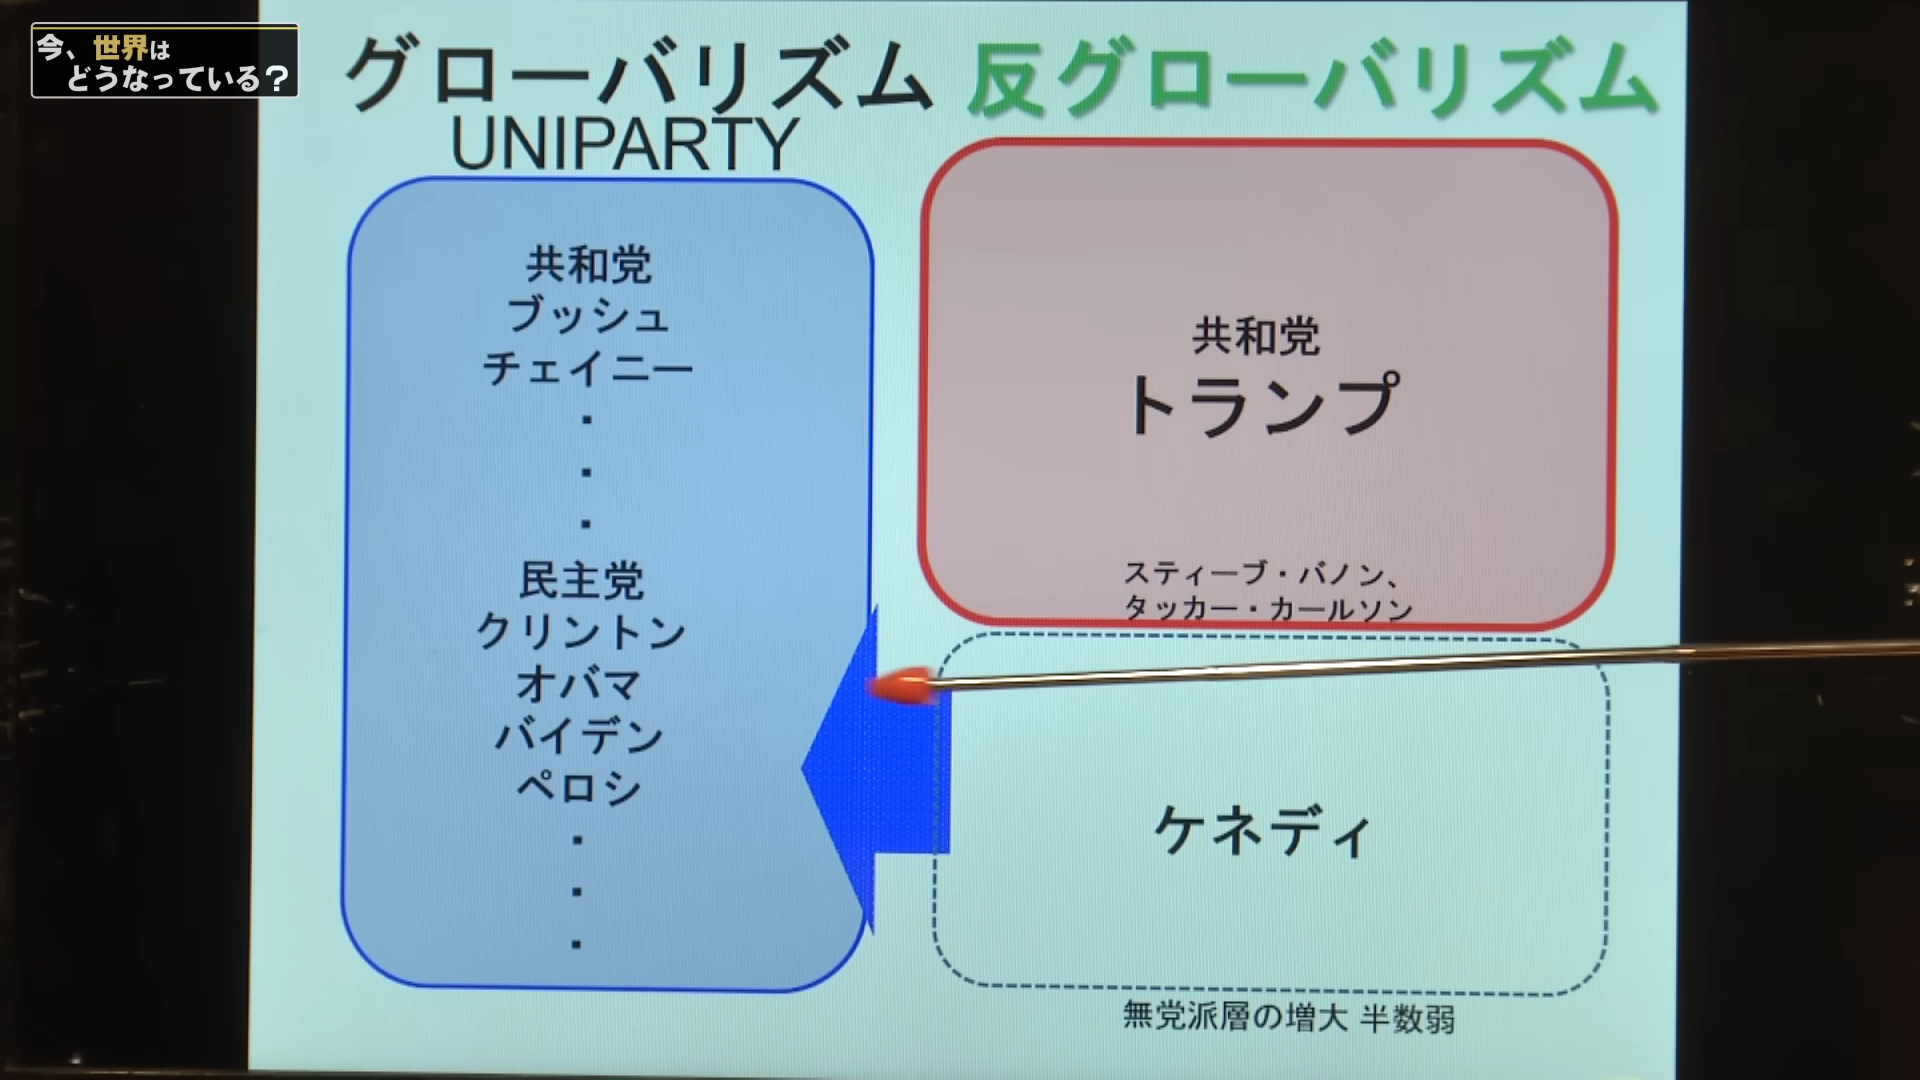 今、世界は
どうなっている?
グローバリズム 反グローバリズム
UNIPARTY
共和党
ブッシュ
チェイニー
・
・
・
民主党
クリントン
オバマ
バイデン
ペロシ
・
・
・
共和党
トランプ
スティーブ・バノン、
タッカー・カールソン
ケネディ
無党派層の増大 半数弱